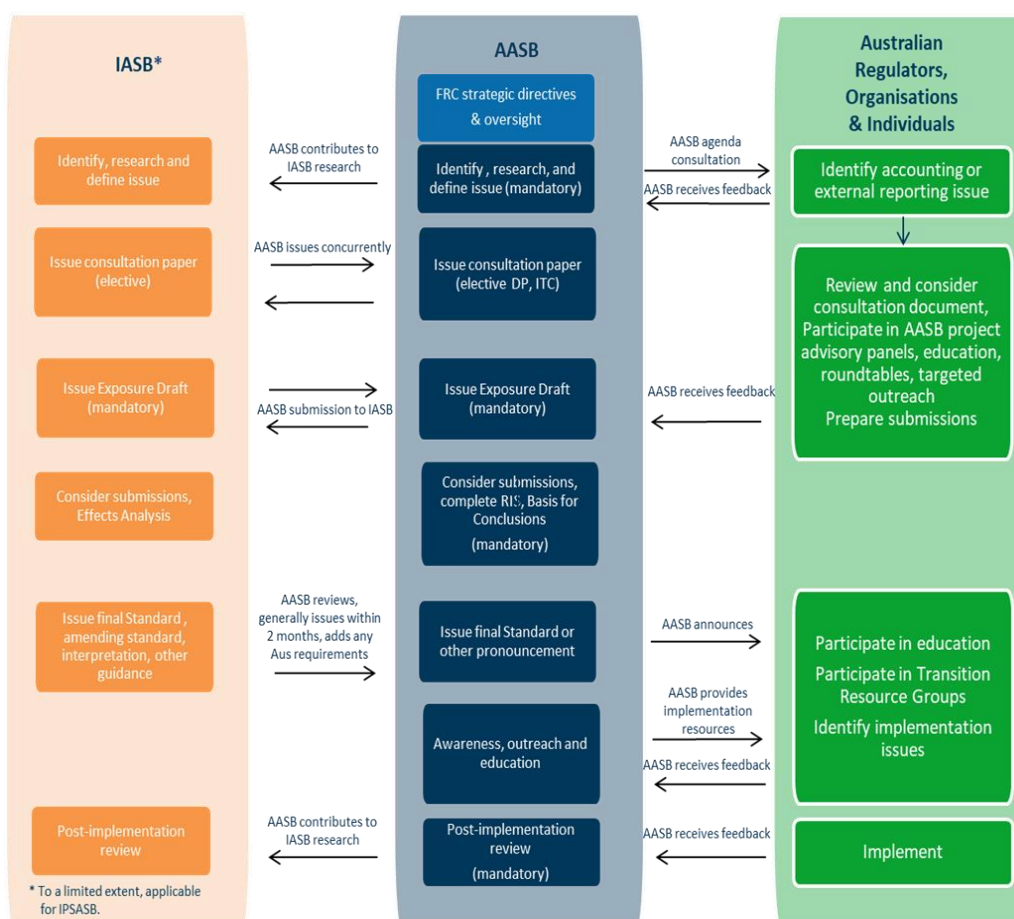 IASB*
AASB
Australian
Regulators,
Organisations
& Individuals
FRC strategic directives
& oversight
Identify, research and
define issue
AASB contributes to
IASB research
Identify , research, and
define issue (mandatory)
AASB agenda
consultation
AASB receives feedback
Identify accounting or
external reporting issue
Issue consultation paper
(elective)
AASB issues concurrently
Issue consultation paper
(elective DP, ITC)
Review and consider
consultation document,
Participate in AASB project
advisory panels, education,
roundtables, targeted
outreach
Prepare submissions
Issue Exposure Draft
(mandatory)
AASB submission to IASB
Issue Exposure Draft
(mandatory)
AASB receives feedback
Consider submissions,
Effects Analysis
Consider submissions,
complete RIS, Basis for
Conclusions
(mandatory)
Issue final Standard ,
amending standard,
interpretation, other
guidance
AASB reviews,
generally issues within
2 months, adds any
Aus requirements
Issue final Standard or
other pronouncement
AASB announces
Participate in education
Participate in Transition
Resource Groups
Identify implementation
issues
Awareness, outreach and
education
AASB provides
implementation
resources
AASB receives feedback
Post-implementation
review
AASB contributes to
IASB research
Post-implementation
review
(mandatory)
AASB receives feedback
Implement
* To a limited extent, applicable
for IPSASB.